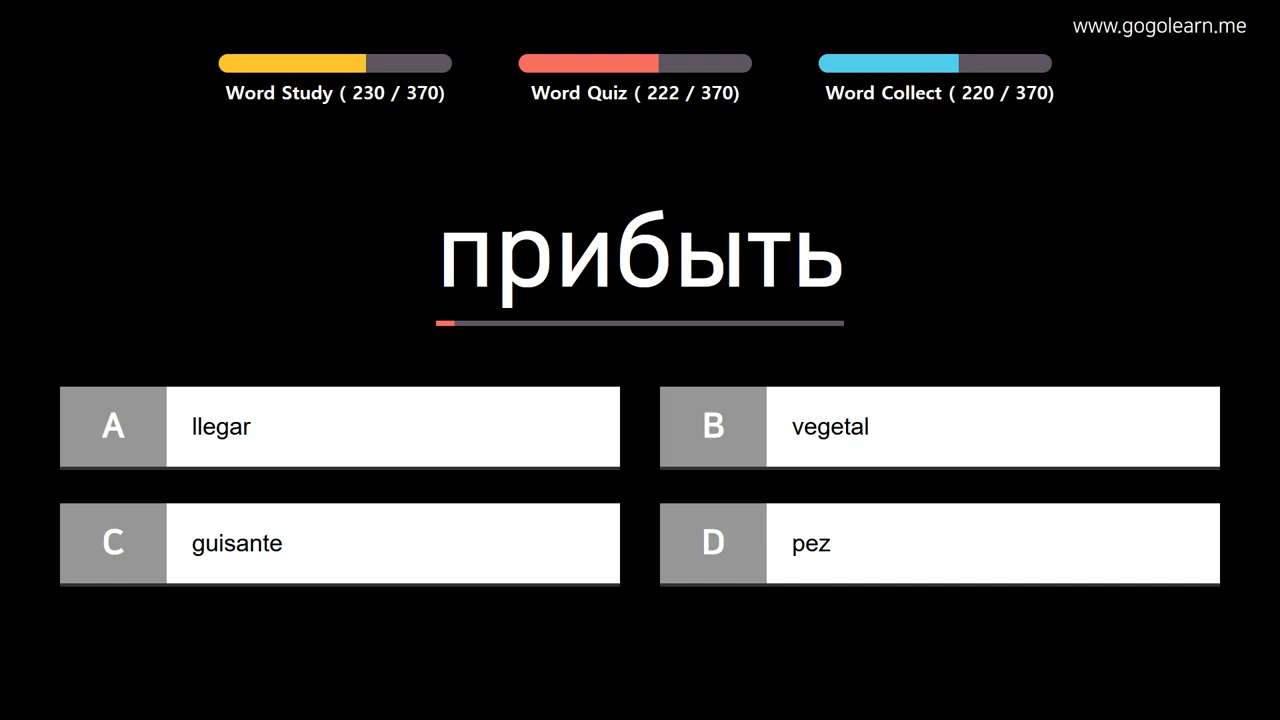 www.gogolearn.me
Word Study ( 230 / 370)
Word Quiz ( 222 / 370)
Word Collect ( 220 / 370)
прибыть
A llegar
B vegetal
C guisante
D pez